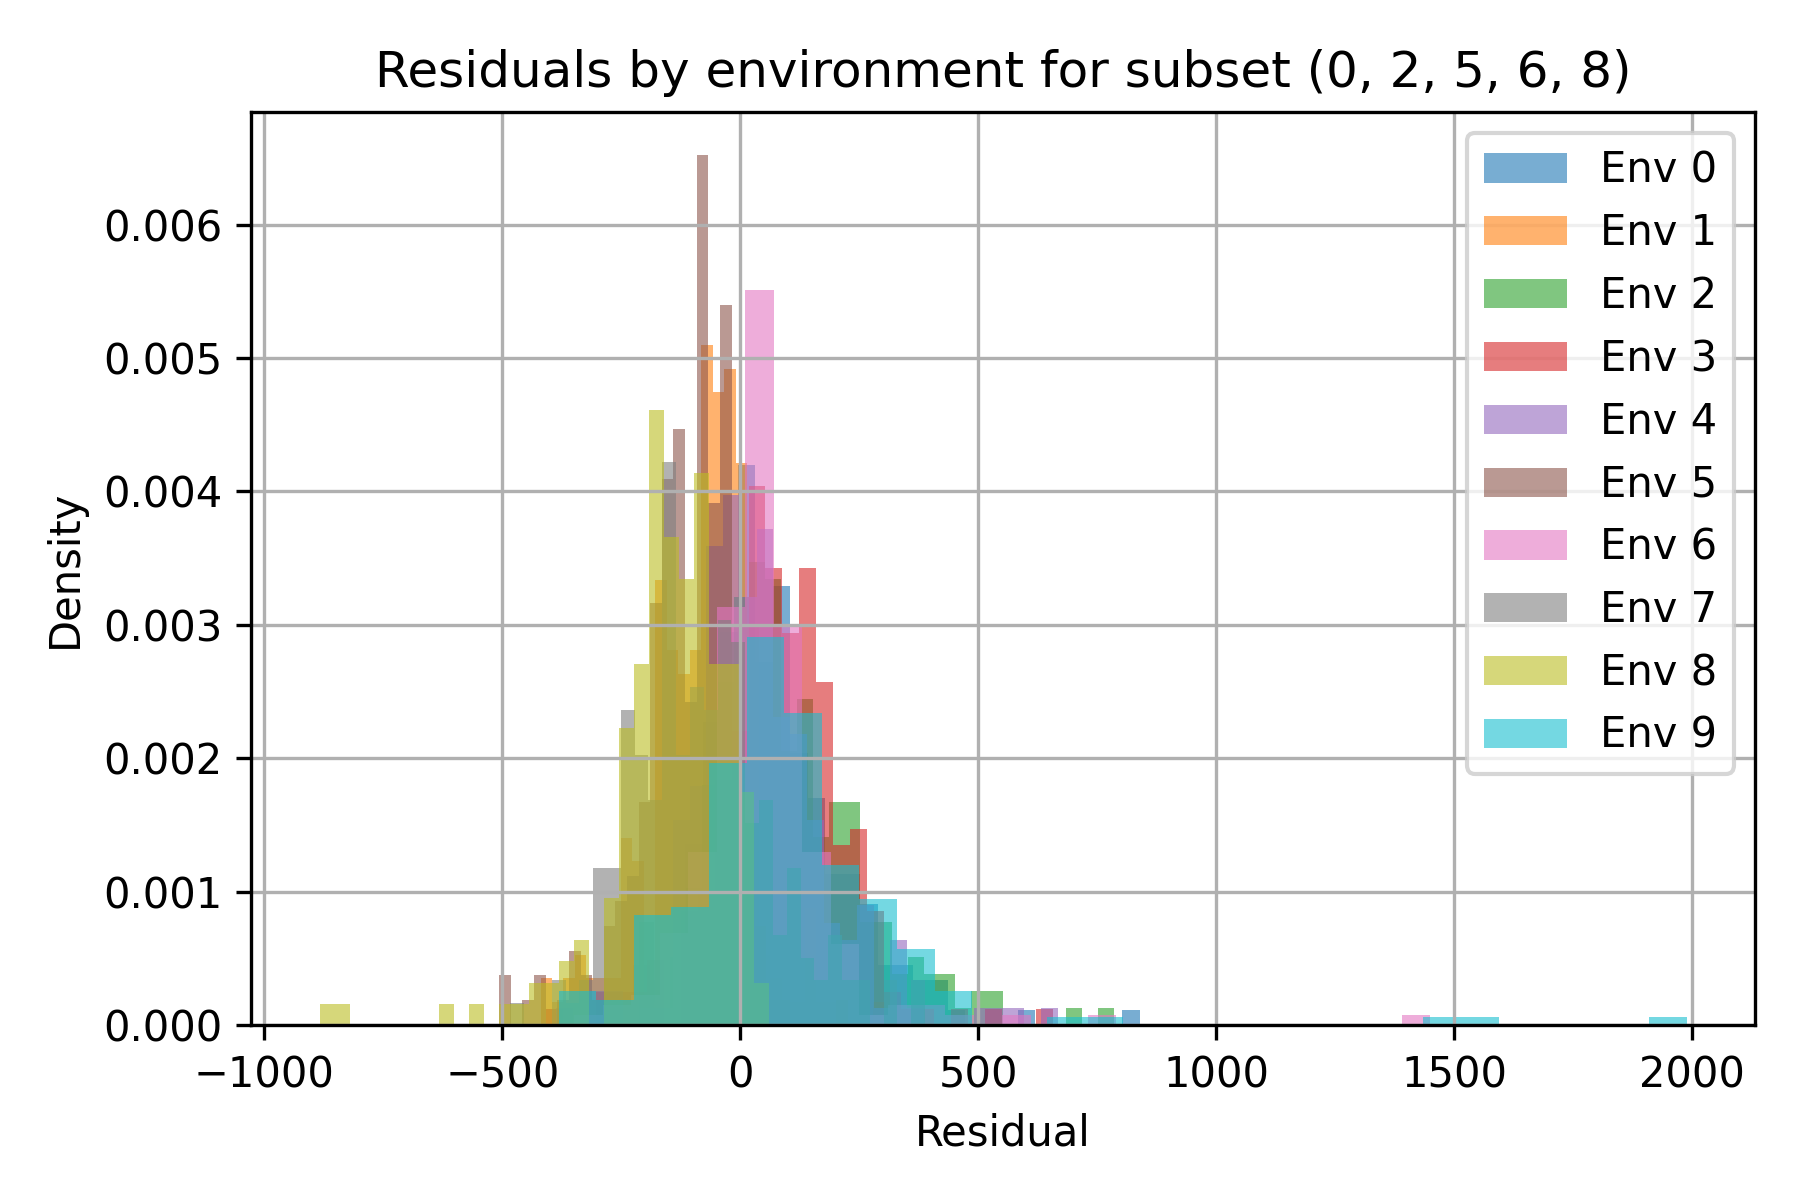 Residuals by environment for subset (0, 2, 5, 6, 8)
Density
0.006
0.005
0.004
0.003
0.002
0.001
0.000
−1000
−500
0
500
1000
1500
2000
Residual
Env 0
Env 1
Env 2
Env 3
Env 4
Env 5
Env 6
Env 7
Env 8
Env 9